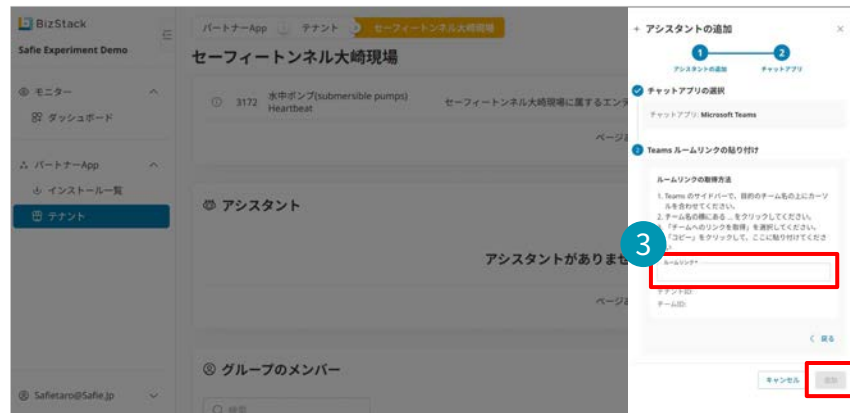 BizStack
Safie Experiment Demo
モニター
ダッシュボード
パートナーApp
インストール一覧
テナント
Safietaro@Safie.jp
パートナーApp
テナント
セーフィートンネル大崎現場
セーフィートンネル大崎現場
3172
水中ポンプ(submersible pumps)
Heartbeat
セーフィートンネル大崎現場に属するエンテ
アシスタント
アシスタントがありませ
グループのメンバー
検索
+ アシスタントの追加
×
1
2
アシスタントの追加
チャットアプリ
チャットアプリの選択
チャットアプリ: Microsoft Teams
2 Teams ルームリンクの貼り付け
ルームリンクの取得方法
1. Teams のサイドバーで、目的のチーム名の上にカーソ
ルを合わせてください。
2. チーム名の横にある ... をクリックしてください。
「チームへのリンクを取得」を選択してください。
「コピー」をクリックして、ここに貼り付けてくださ
3
ルームリンク*
テナントID:
チームID:
戻る
キャンセル
追加